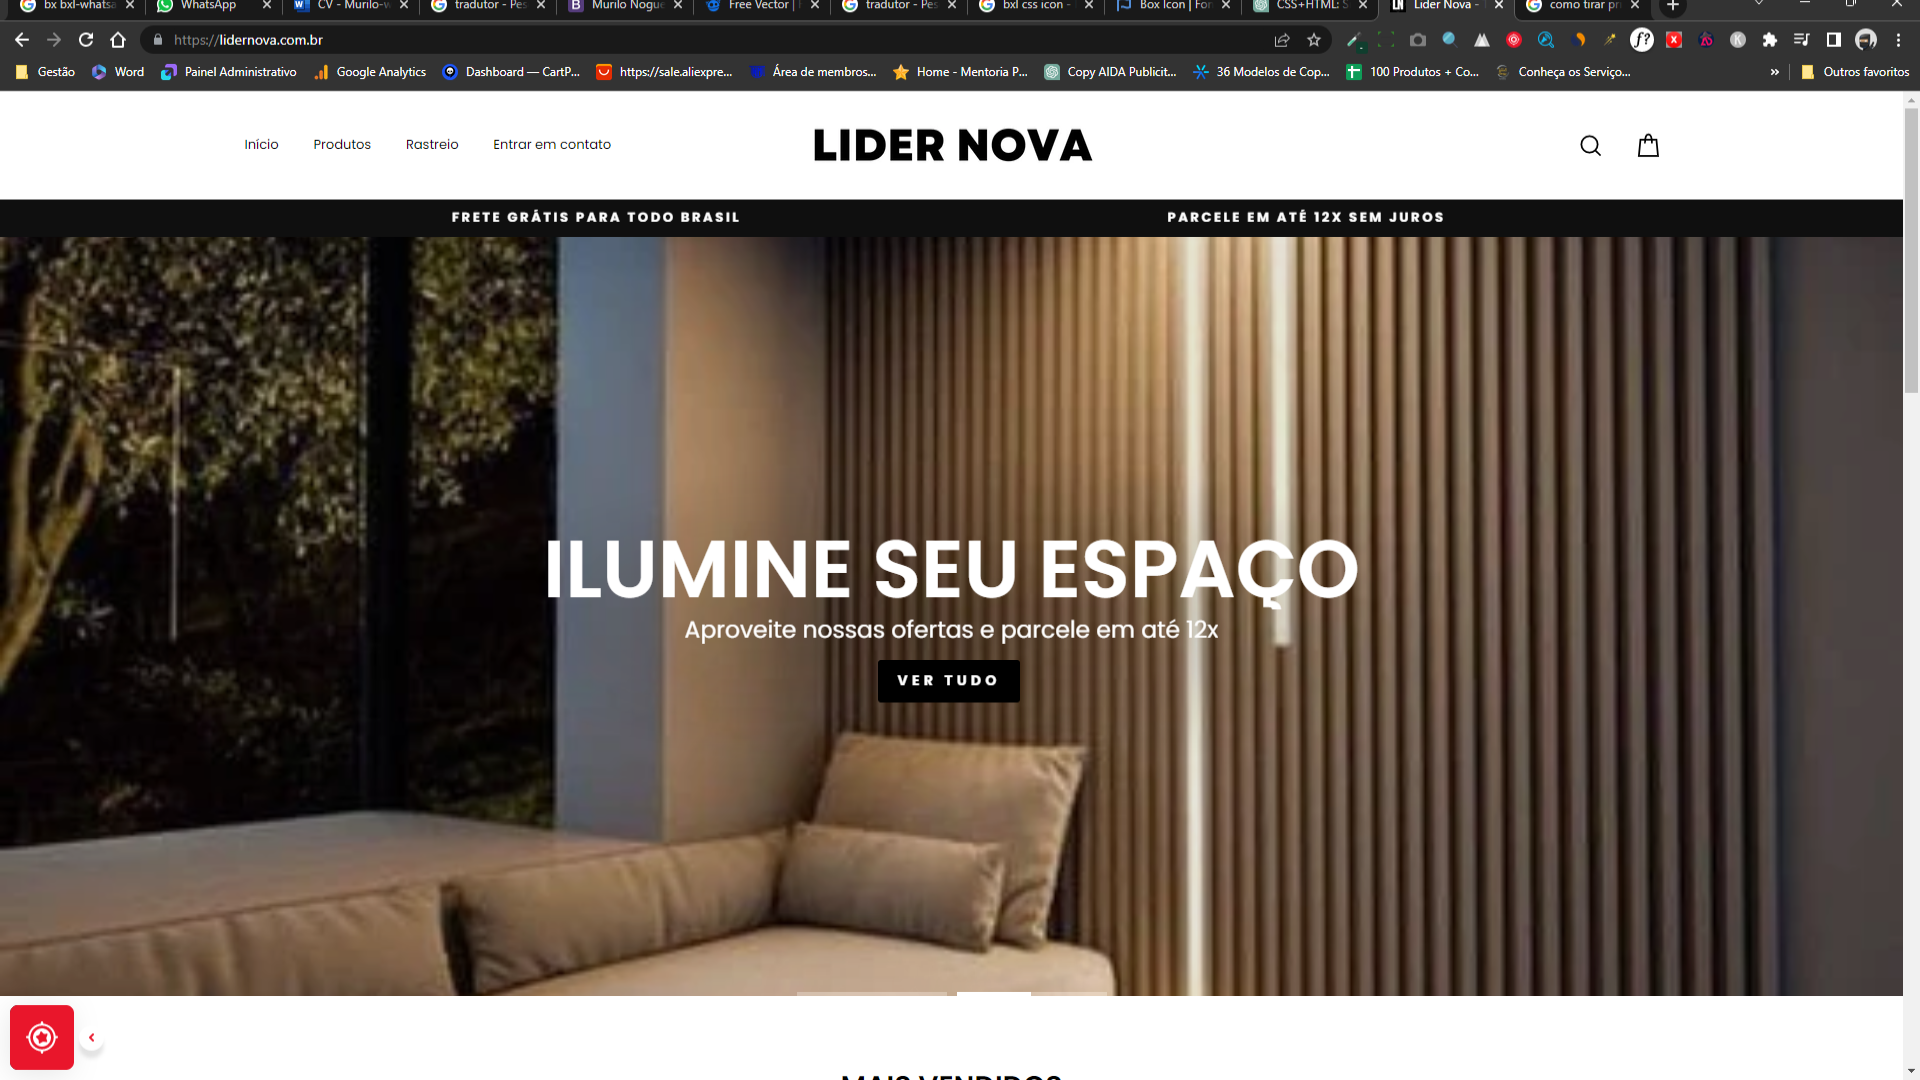 bx bxl-whatsa
WhatsApp
CV - Murilo-w
tradutor - Pes
Murilo Nogue
Free Vector |
tradutor - Pes
bxl css icon -
Box Icon | Fon
CSS+HTML: S
Lider Nova -
como tirar pri
https://lidernova.com.br
Gestão
Word
Painel Administrativo
Google Analytics
Dashboard — CartP...
https://sale.aliexpre...
Área de membros...
Home - Mentoria P...
Copy AIDA Publicit...
36 Modelos de Cop...
100 Produtos + Co...
Conheça os Serviço...
»
Outros favoritos
Início
Produtos
Rastreio
Entrar em contato
LIDER NOVA
FRETE GRÁTIS PARA TODO BRASIL
PARCELE EM ATÉ 12X SEM JUROS
ILUMINE SEU ESPAÇO
Aproveite nossas ofertas e parcele em até 12x
VER TUDO
MAIS VENDIDOS